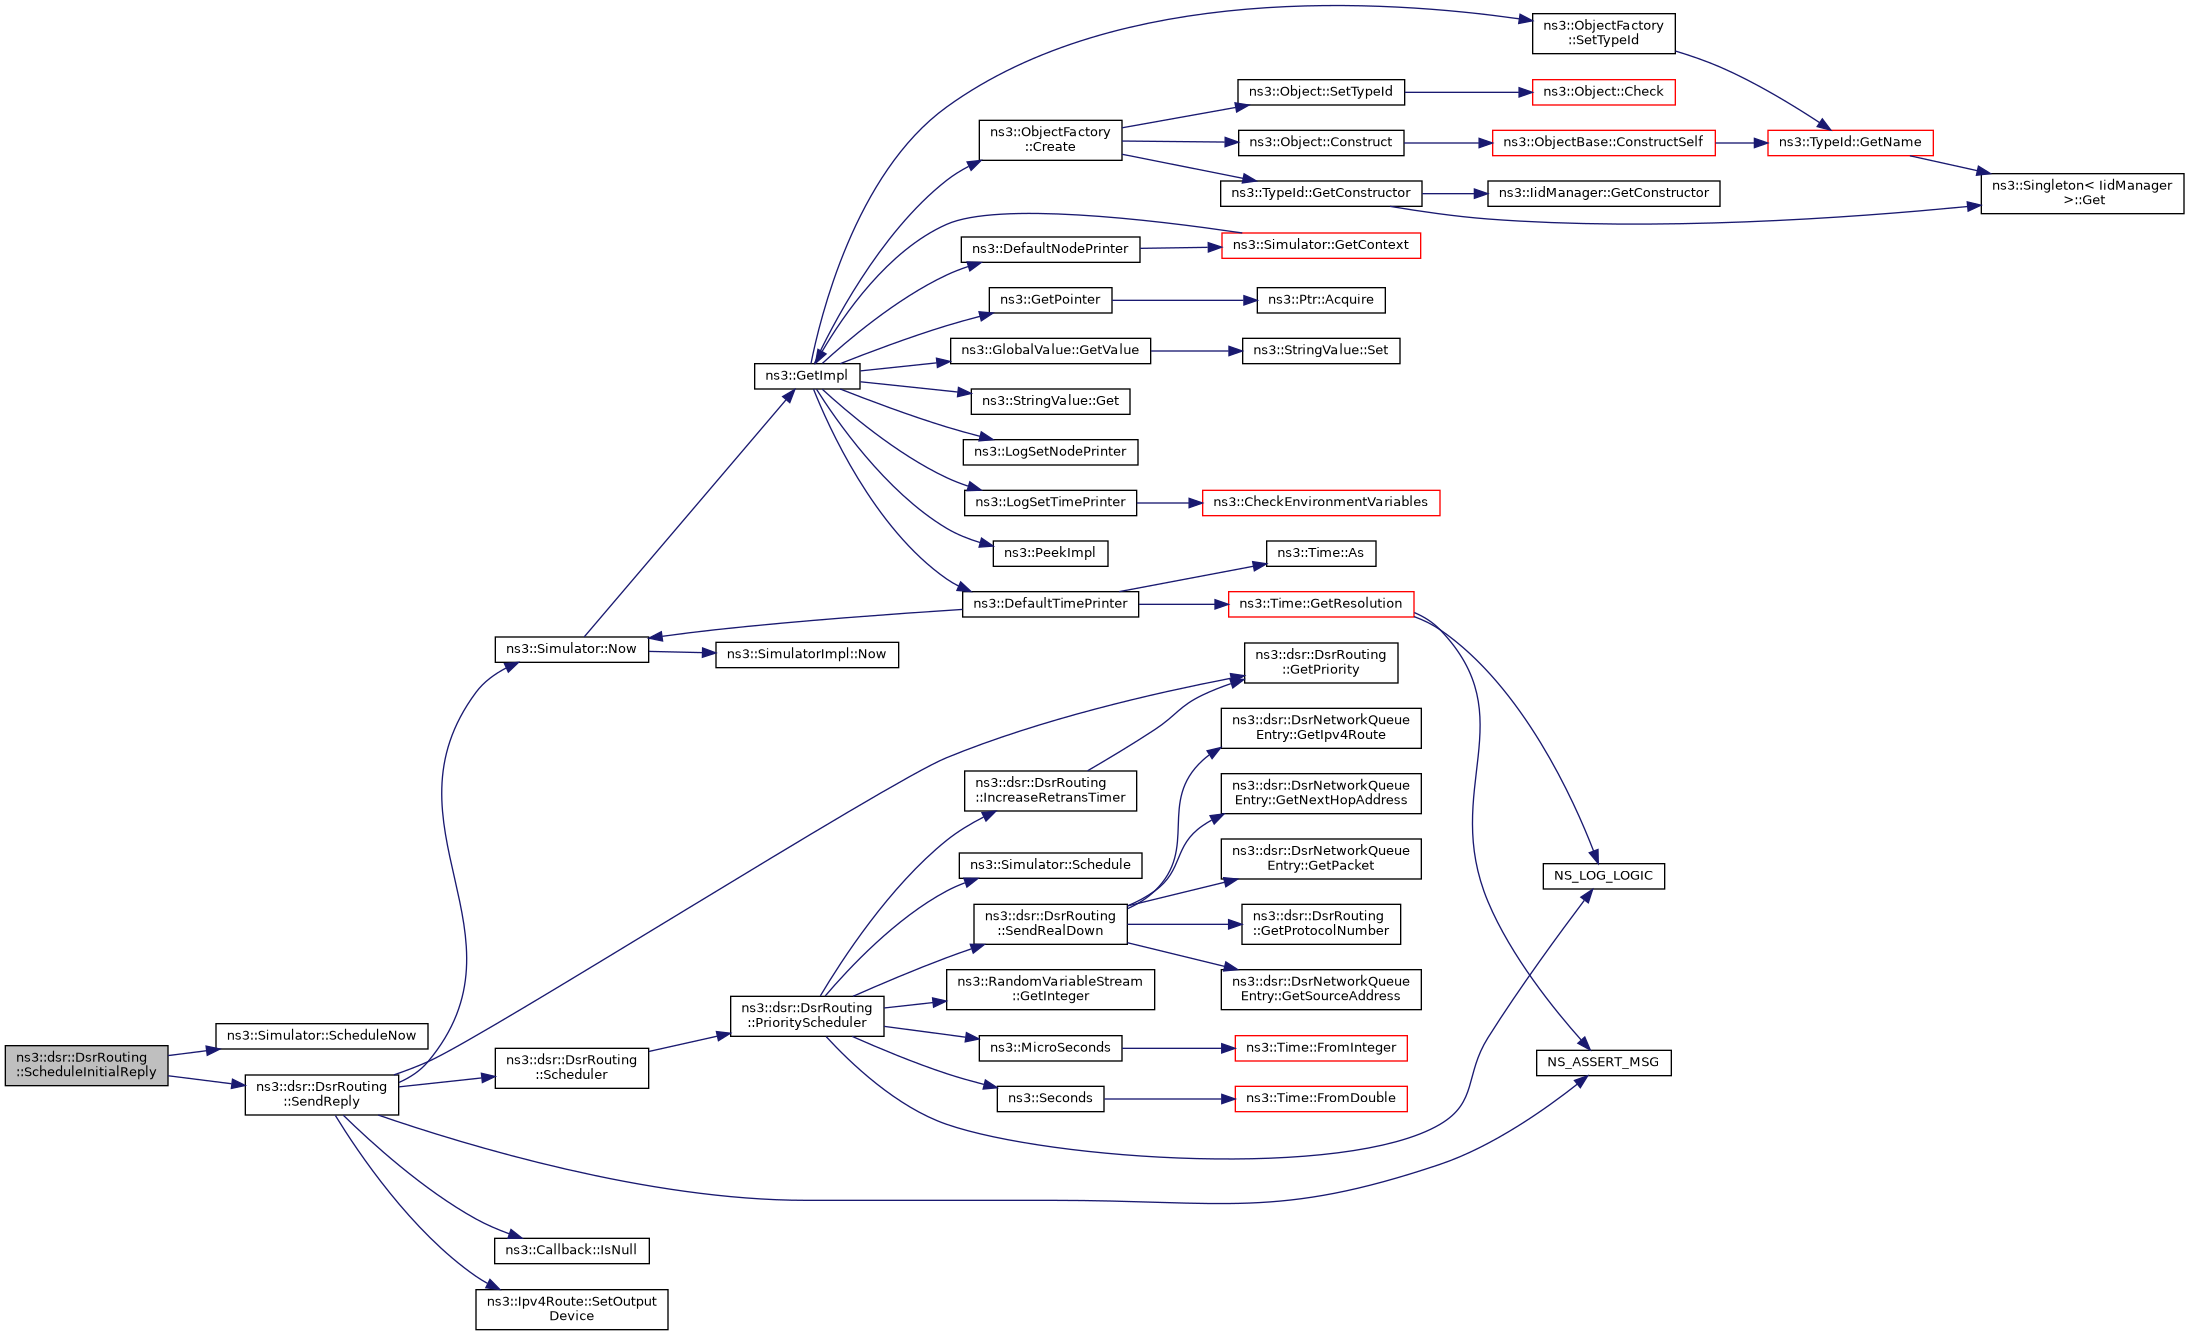 ns3::ObjectFactory
::SetTypeId
ns3::Object::SetTypeId
ns3::Object::Check
ns3::ObjectFactory
::Create
ns3::Object::Construct
ns3::ObjectBase::ConstructSelf
ns3::TypeId::GetName
ns3::TypeId::GetConstructor
ns3::IidManager::GetConstructor
ns3::Singleton< IidManager
>::Get
ns3::DefaultNodePrinter
ns3::Simulator::GetContext
ns3::GetPointer
ns3::Ptr::Acquire
ns3::GlobalValue::GetValue
ns3::StringValue::Set
ns3::GetImpl
ns3::StringValue::Get
ns3::LogSetNodePrinter
ns3::LogSetTimePrinter
ns3::CheckEnvironmentVariables
ns3::PeekImpl
ns3::Time::As
ns3::DefaultTimePrinter
ns3::Time::GetResolution
ns3::Simulator::Now
ns3::SimulatorImpl::Now
ns3::dsr::DsrRouting
::GetPriority
ns3::dsr::DsrNetworkQueue
Entry::GetIpv4Route
ns3::dsr::DsrRouting
::IncreaseRetransTimer
ns3::dsr::DsrNetworkQueue
Entry::GetNextHopAddress
ns3::Simulator::Schedule
ns3::dsr::DsrNetworkQueue
Entry::GetPacket
NS_LOG_LOGIC
ns3::dsr::DsrRouting
::SendRealDown
ns3::dsr::DsrRouting
::GetProtocolNumber
ns3::RandomVariableStream
::GetInteger
ns3::dsr::DsrNetworkQueue
Entry::GetSourceAddress
ns3::dsr::DsrRouting
::PriorityScheduler
ns3::Simulator::ScheduleNow
ns3::MicroSeconds
ns3::Time::FromInteger
ns3::dsr::DsrRouting
::ScheduleInitialReply
ns3::dsr::DsrRouting
::Scheduler
NS_ASSERT_MSG
ns3::dsr::DsrRouting
::SendReply
ns3::Seconds
ns3::Time::FromDouble
ns3::Callback::IsNull
ns3::Ipv4Route::SetOutput
Device